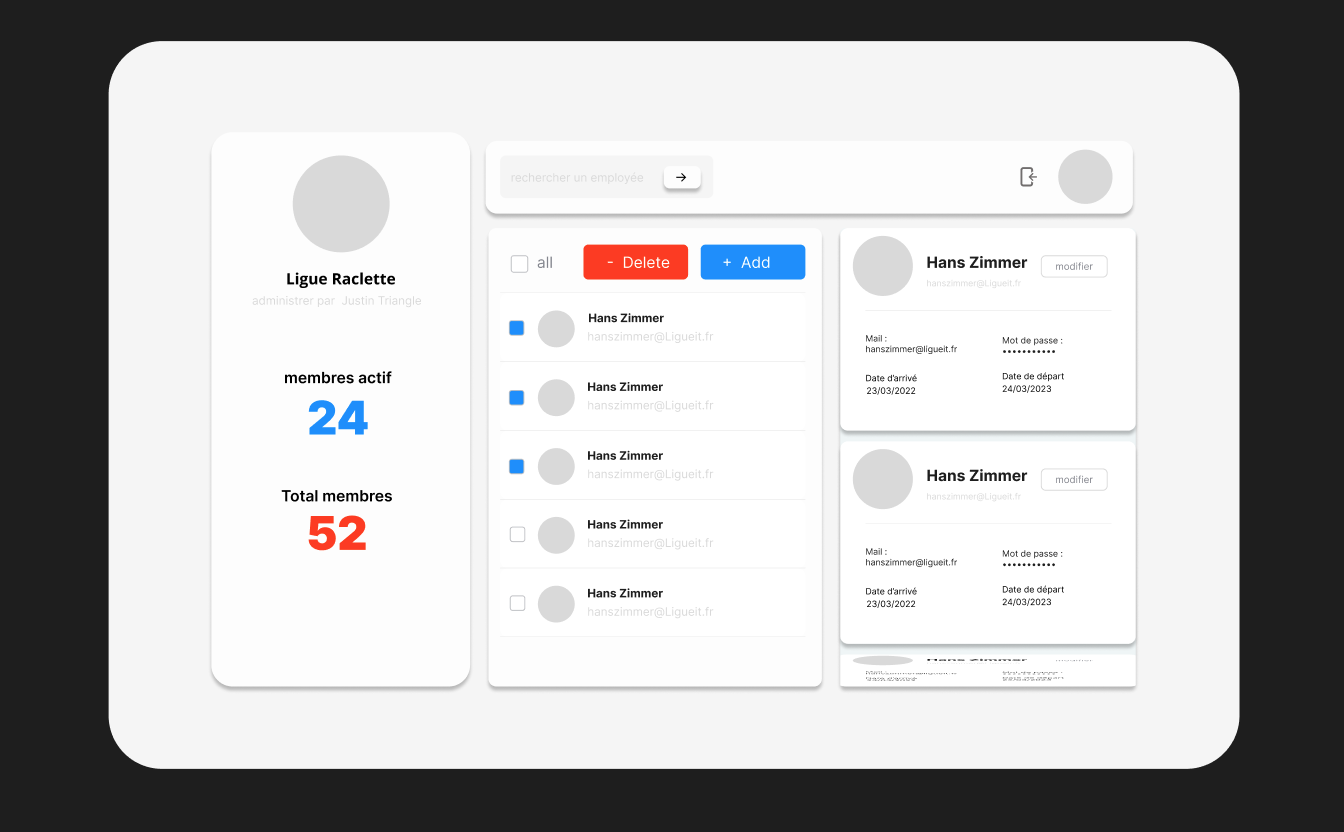 Ligue Raclette
administrer par Justin Triangle
membres actif
24
Total membres
52
rechercher un employée
all
- Delete
+ Add
Hans Zimmer
hanszimmer@Ligueit.fr
Hans Zimmer
hanszimmer@Ligueit.fr
Hans Zimmer
hanszimmer@Ligueit.fr
Hans Zimmer
hanszimmer@Ligueit.fr
Hans Zimmer
hanszimmer@Ligueit.fr
Hans Zimmer
modifier
hanszimmer@Ligueit.fr
Mail :
hanszimmer@ligueit.fr
Mot de passe :
•••••••••••
Date d'arrivé
23/03/2022
Date de départ
24/03/2023
Hans Zimmer
modifier
hanszimmer@Ligueit.fr
Mail :
hanszimmer@ligueit.fr
Mot de passe :
•••••••••••
Date d'arrivé
23/03/2022
Date de départ
24/03/2023